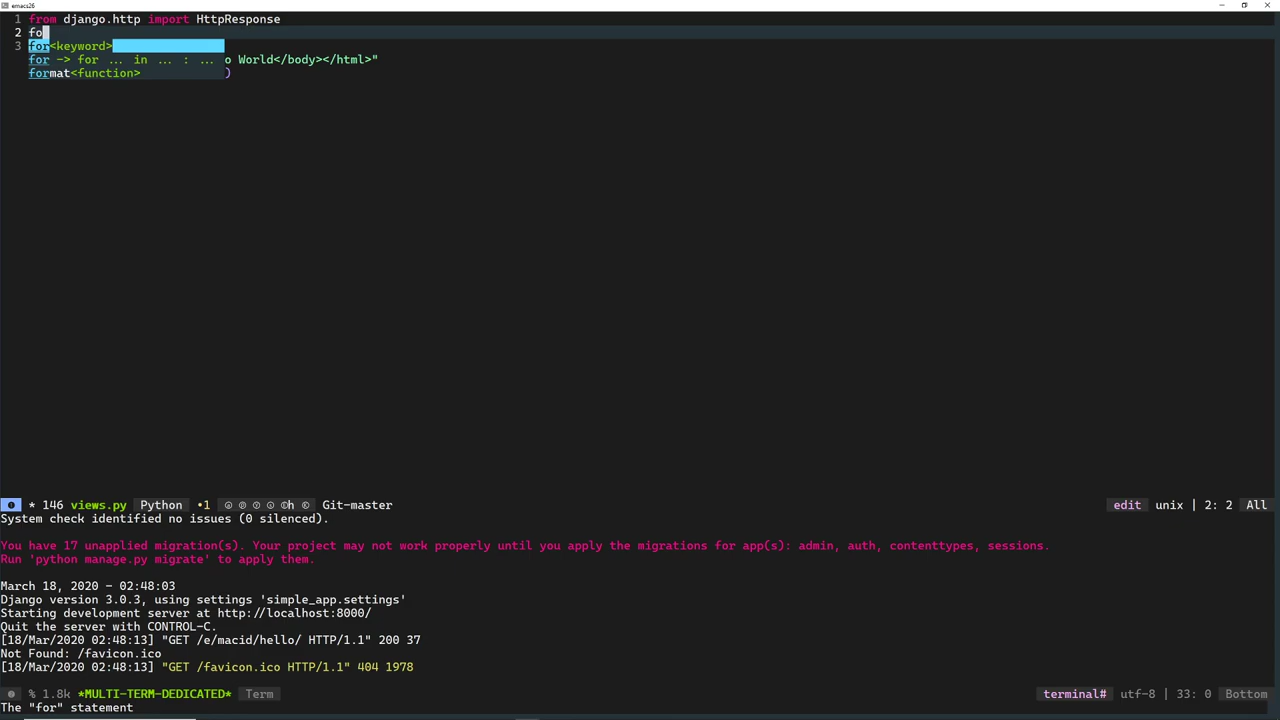 emacs26
1 from django.http import HttpResponse
2 fo
3 for<keyword>
for -> for ... in ... : ... o World</body></html>"
format<function> )
* 146 views.py Python •1 h Git-master edit unix | 2: 2 All
System check identified no issues (0 silenced).
You have 17 unapplied migration(s). Your project may not work properly until you apply the migrations for app(s): admin, auth, contenttypes, sessions.
Run 'python manage.py migrate' to apply them.
March 18, 2020 - 02:48:03
Django version 3.0.3, using settings 'simple_app.settings'
Starting development server at http://localhost:8000/
Quit the server with CONTROL-C.
[18/Mar/2020 02:48:13] "GET /e/macid/hello/ HTTP/1.1" 200 37
Not Found: /favicon.ico
[18/Mar/2020 02:48:13] "GET /favicon.ico HTTP/1.1" 404 1978
% 1.8k *MULTI-TERM-DEDICATED* Term terminal# utf-8 | 33: 0 Bottom
The "for" statement